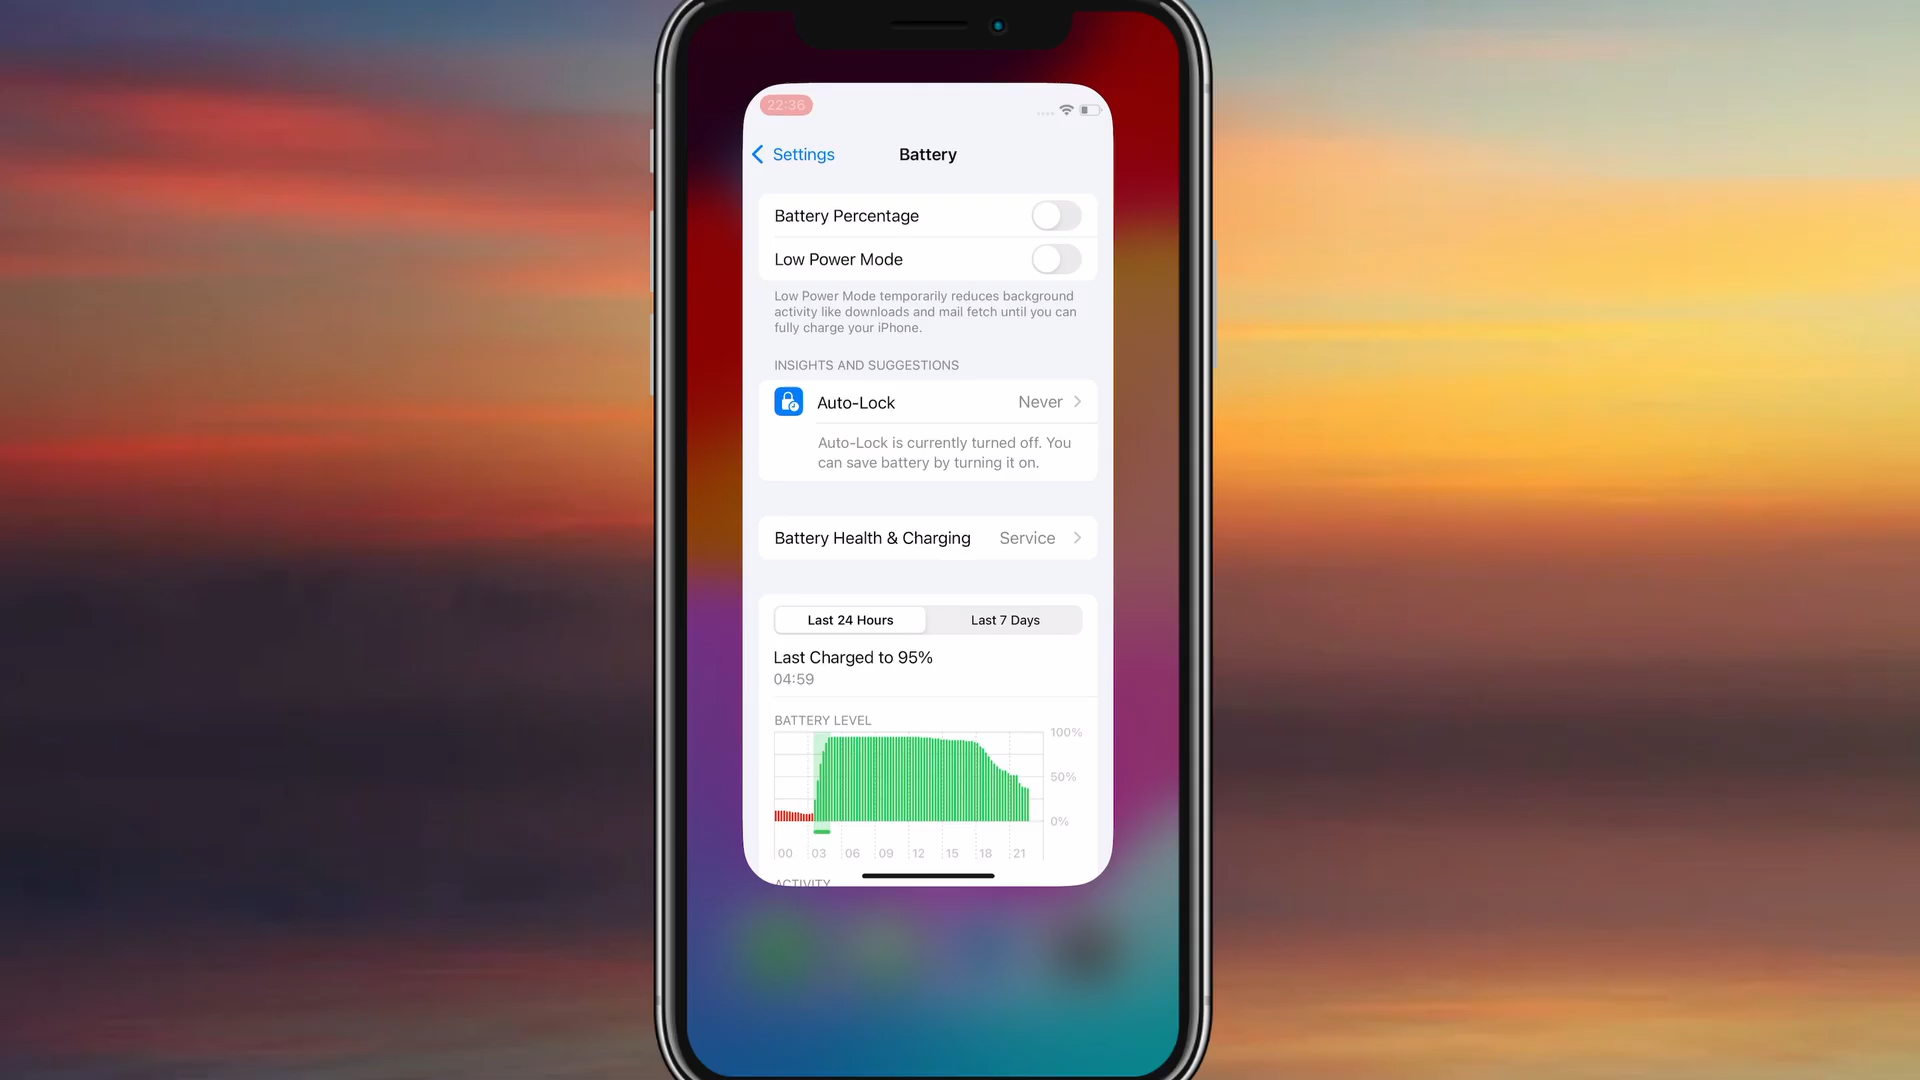 22:36
Settings
Battery
Battery Percentage
Low Power Mode
Low Power Mode temporarily reduces background
activity like downloads and mail fetch until you can
fully charge your iPhone.
INSIGHTS AND SUGGESTIONS
Auto-Lock Never
Auto-Lock is currently turned off. You
can save battery by turning it on.
Battery Health & Charging Service
Last 24 Hours Last 7 Days
Last Charged to 95%
04:59
BATTERY LEVEL
100%
50%
0%
00 03 06 09 12 15 18 21
ACTIVITY